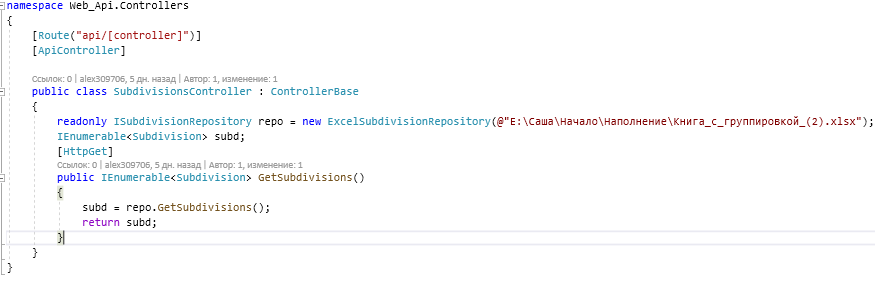 namespace Web_Api.Controllers
{
[Route("api/[controller]")]
[ApiController]
Ссылок: 0 | alex309706, 5 дн. назад | Автор: 1, изменение: 1
public class SubdivisionsController : ControllerBase
{
readonly ISubdivisionRepository repo = new ExcelSubdivisionRepository(@"E:\Саша\Начало\Наполнение\Книга_с_группировкой_(2).xlsx");
IEnumerable<Subdivision> subd;
[HttpGet]
Ссылок: 0 | alex309706, 5 дн. назад | Автор: 1, изменение: 1
public IEnumerable<Subdivision> GetSubdivisions()
{
subd = repo.GetSubdivisions();
return subd;
}
}
}